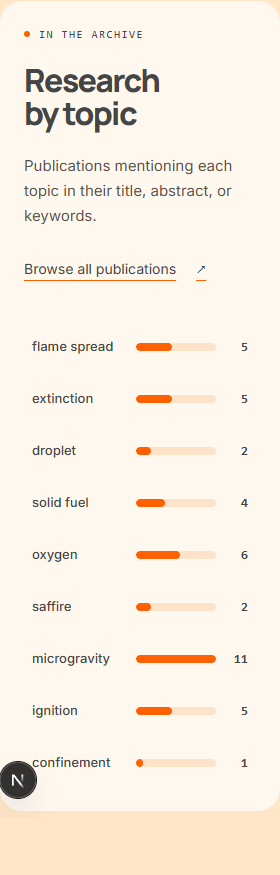 IN THE ARCHIVE
Research
by topic
Publications mentioning each
topic in their title, abstract, or
keywords.
Browse all publications ↗
flame spread 5
extinction 5
droplet 2
solid fuel 4
oxygen 6
saffire 2
microgravity 11
ignition 5
confinement 1
N